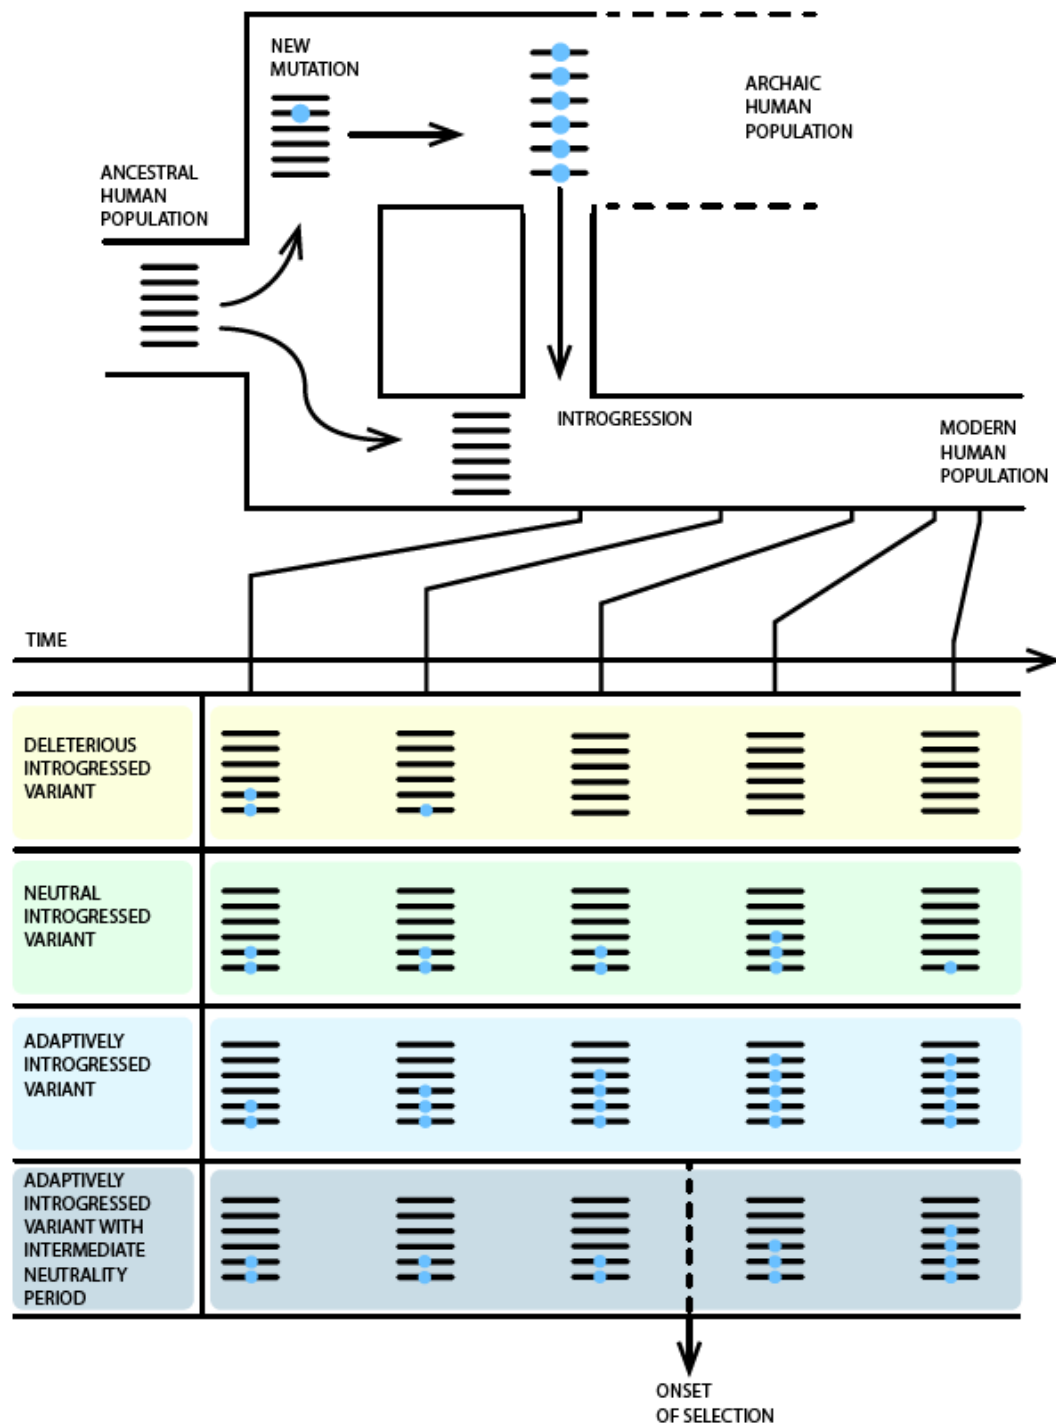 NEW
MUTATION
ARCHAIC
HUMAN
POPULATION
ANCESTRAL
HUMAN
POPULATION
INTROGRESSION
MODERN
HUMAN
POPULATION
TIME
DELETERIOUS
INTROGRESSED
VARIANT
NEUTRAL
INTROGRESSED
VARIANT
ADAPTIVELY
INTROGRESSED
VARIANT
ADAPTIVELY
INTROGRESSED
VARIANT WITH
INTERMEDIATE
NEUTRALITY
PERIOD
ONSET
OF SELECTION